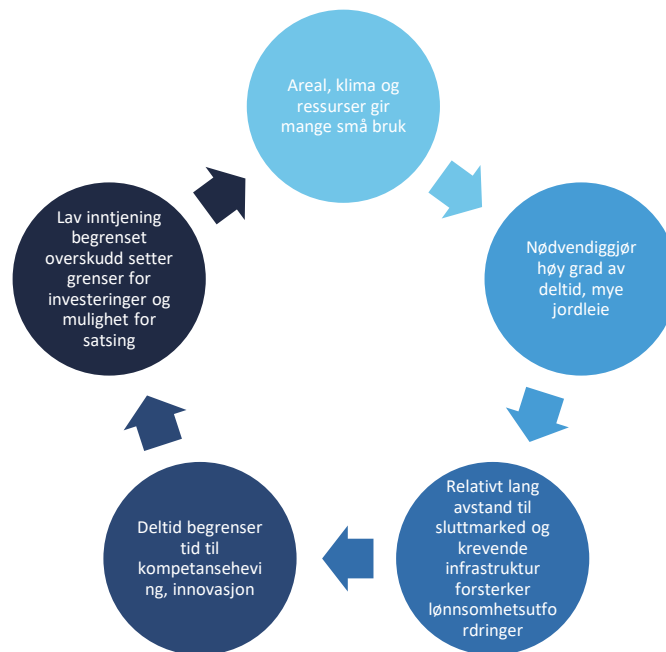 Areal, klima og
ressurser gir
mange små bruk
Nødvendiggjør
høy grad av
deltid, mye
jordleie
Relativt lang
avstand til
sluttmarked og
krevende
infrastruktur
forsterker
lønnsomhetsutfo
rdringer
Deltid begrenser
tid til
kompetansehevi
ng, innovasjon
Lav inntjening
begrenset
overskudd setter
grenser for
investeringer og
mulighet for
satsing